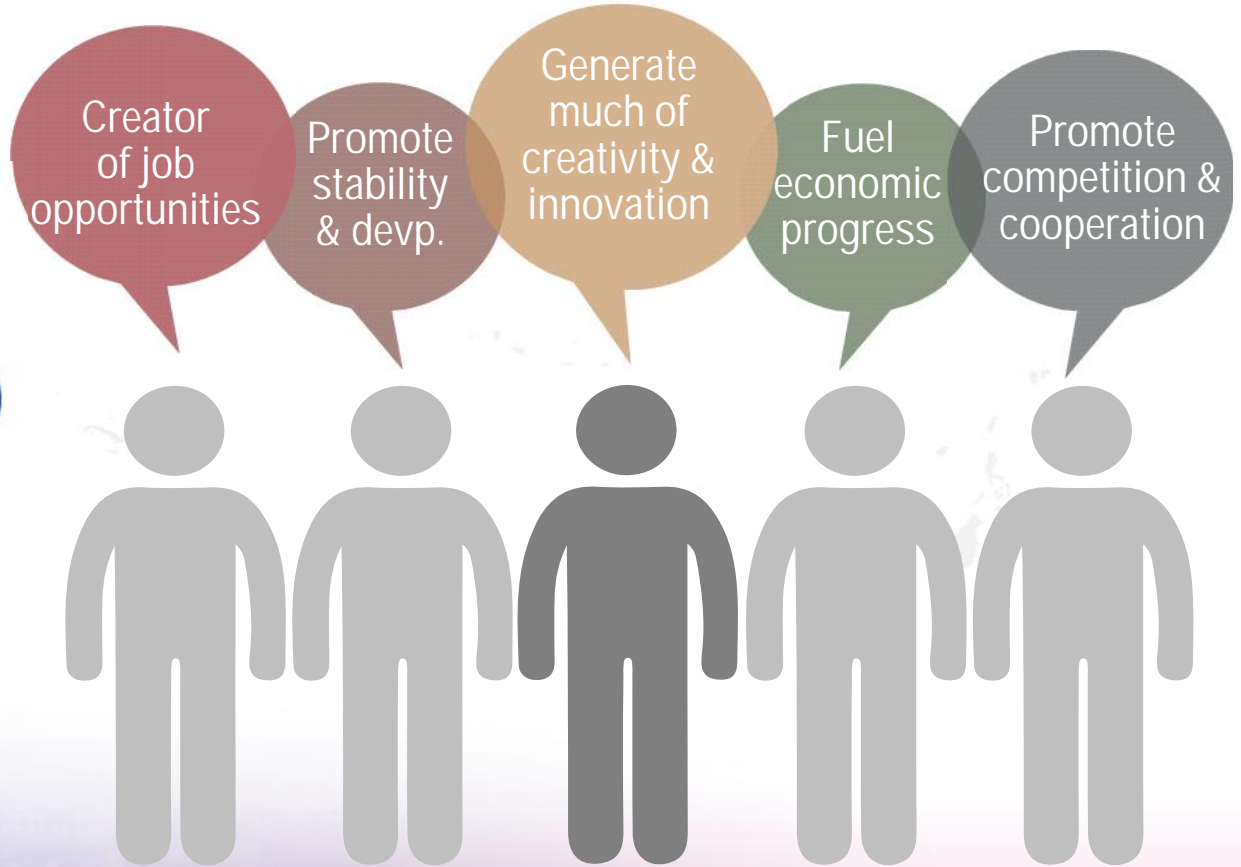 Creator
of job
opportunities
Promote
stability
& devp.
Generate
much of
creativity &
innovation
Fuel
economic
progress
Promote
competition &
cooperation